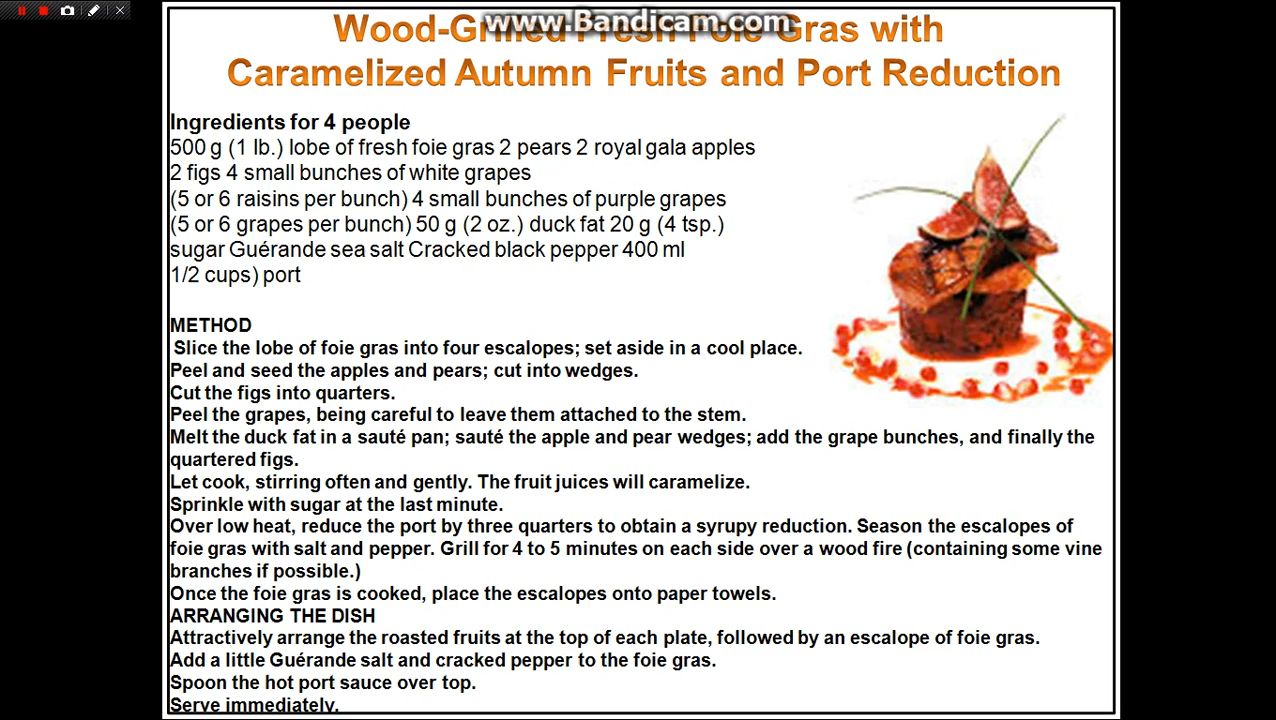 www.Bandicam.com
Wood-Grilled Fresh Foie Gras with
Caramelized Autumn Fruits and Port Reduction
Ingredients for 4 people
500 g (1 lb.) lobe of fresh foie gras 2 pears 2 royal gala apples
2 figs 4 small bunches of white grapes
(5 or 6 raisins per bunch) 4 small bunches of purple grapes
(5 or 6 grapes per bunch) 50 g (2 oz.) duck fat 20 g (4 tsp.)
sugar Guérande sea salt Cracked black pepper 400 ml
1/2 cups) port
METHOD
Slice the lobe of foie gras into four escalopes; set aside in a cool place.
Peel and seed the apples and pears; cut into wedges.
Cut the figs into quarters.
Peel the grapes, being careful to leave them attached to the stem.
Melt the duck fat in a sauté pan; sauté the apple and pear wedges; add the grape bunches, and finally the
quartered figs.
Let cook, stirring often and gently. The fruit juices will caramelize.
Sprinkle with sugar at the last minute.
Over low heat, reduce the port by three quarters to obtain a syrupy reduction. Season the escalopes of
foie gras with salt and pepper. Grill for 4 to 5 minutes on each side over a wood fire (containing some vine
branches if possible.)
Once the foie gras is cooked, place the escalopes onto paper towels.
ARRANGING THE DISH
Attractively arrange the roasted fruits at the top of each plate, followed by an escalope of foie gras.
Add a little Guérande salt and cracked pepper to the foie gras.
Spoon the hot port sauce over top.
Serve immediately.